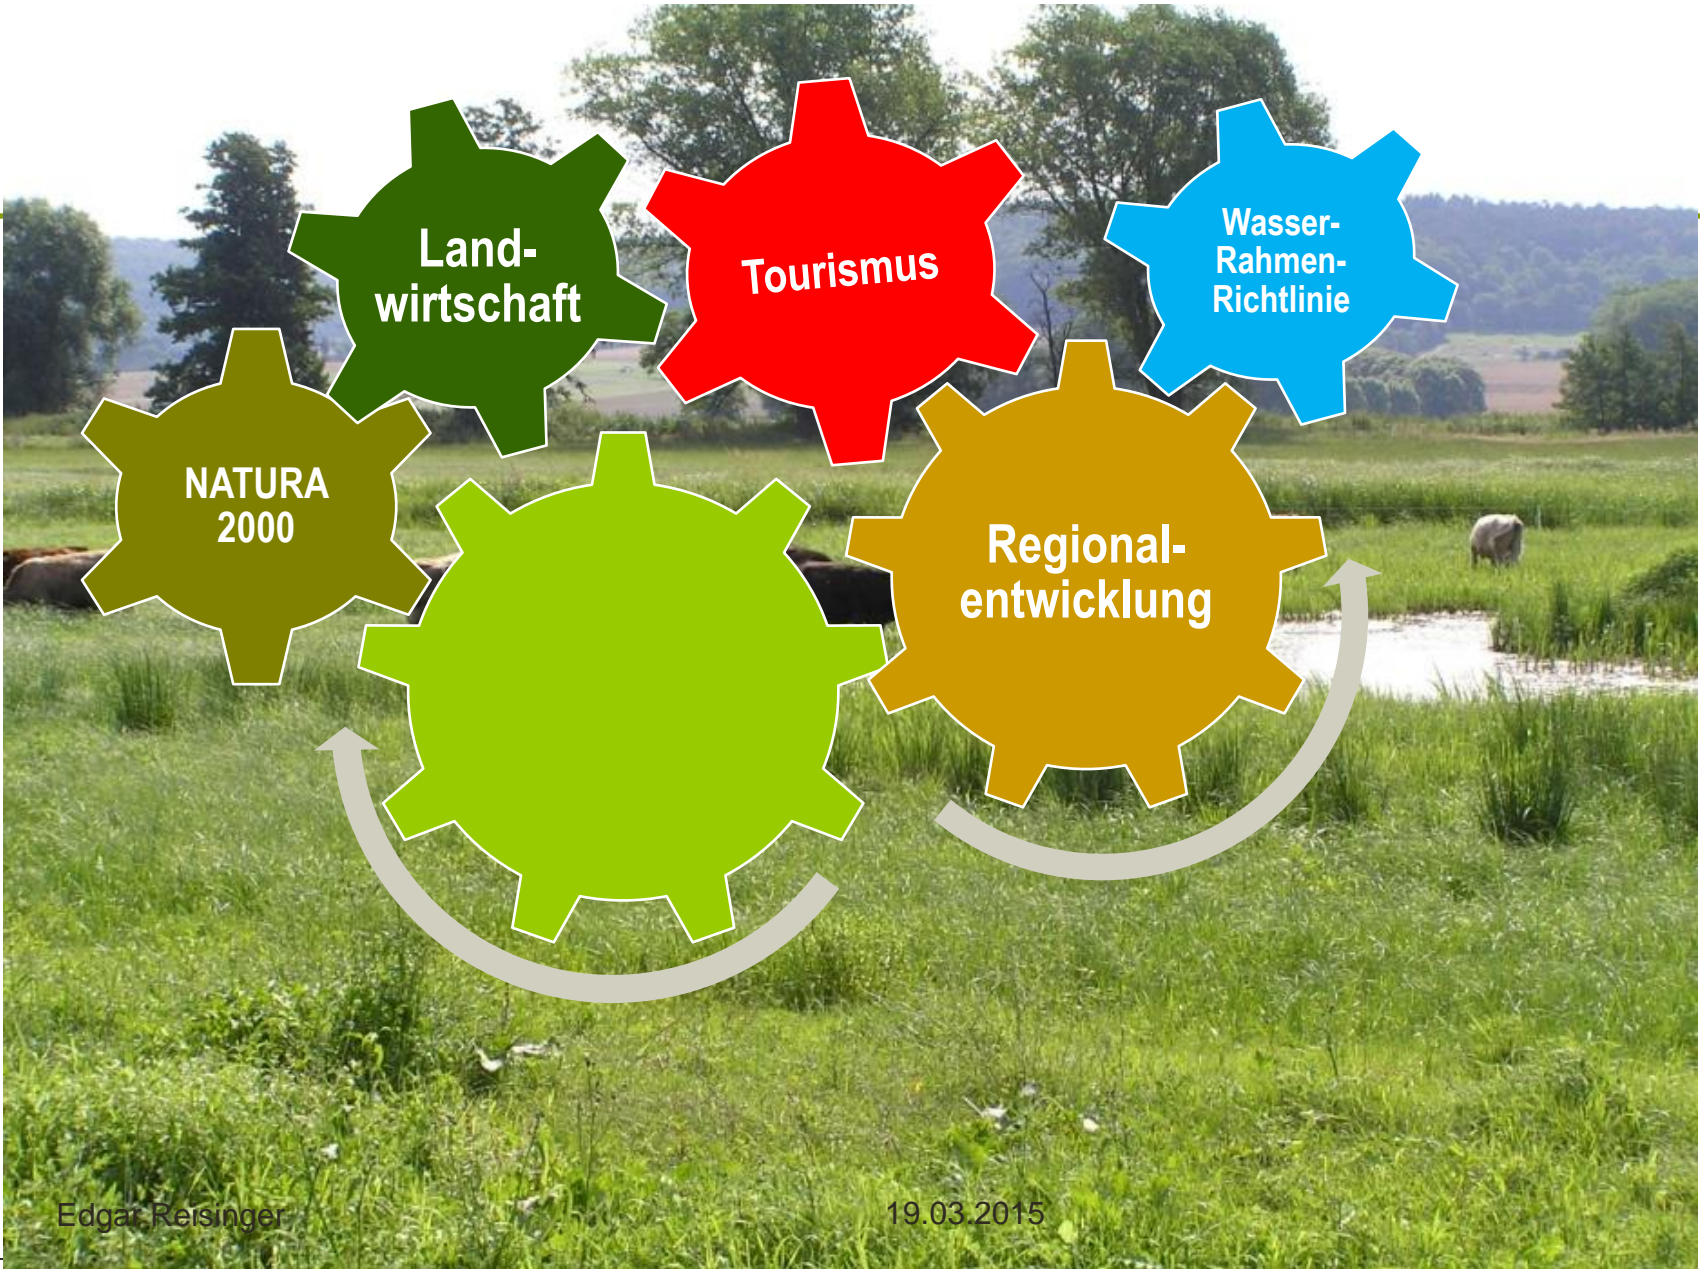 Land-
wirtschaft
Tourismus
Wasser-
Rahmen-
Richtlinie
NATURA
2000
Regional-
entwicklung
Edgar Reisinger
19.03.2015